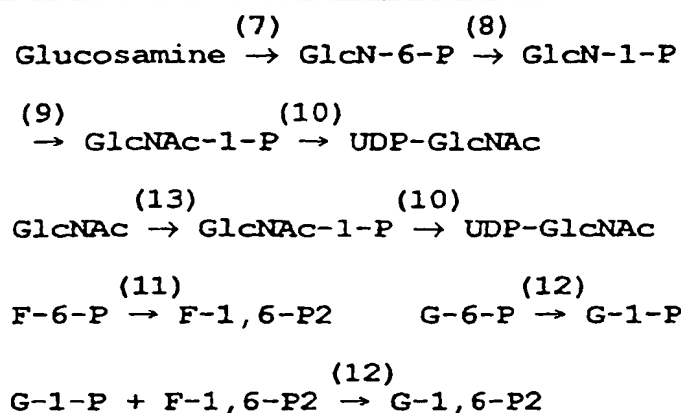 (7) (8)
Glucosamine → GlcN-6-P → GlcN-1-P
(9) (10)
→ GlcNAc-1-P → UDP-GlcNAc
(13) (10)
GlcNAc → GlcNAc-1-P → UDP-GlcNAc
(11) (12)
F-6-P → F-1,6-P2 G-6-P → G-1-P
(12)
G-1-P + F-1,6-P2 → G-1,6-P2